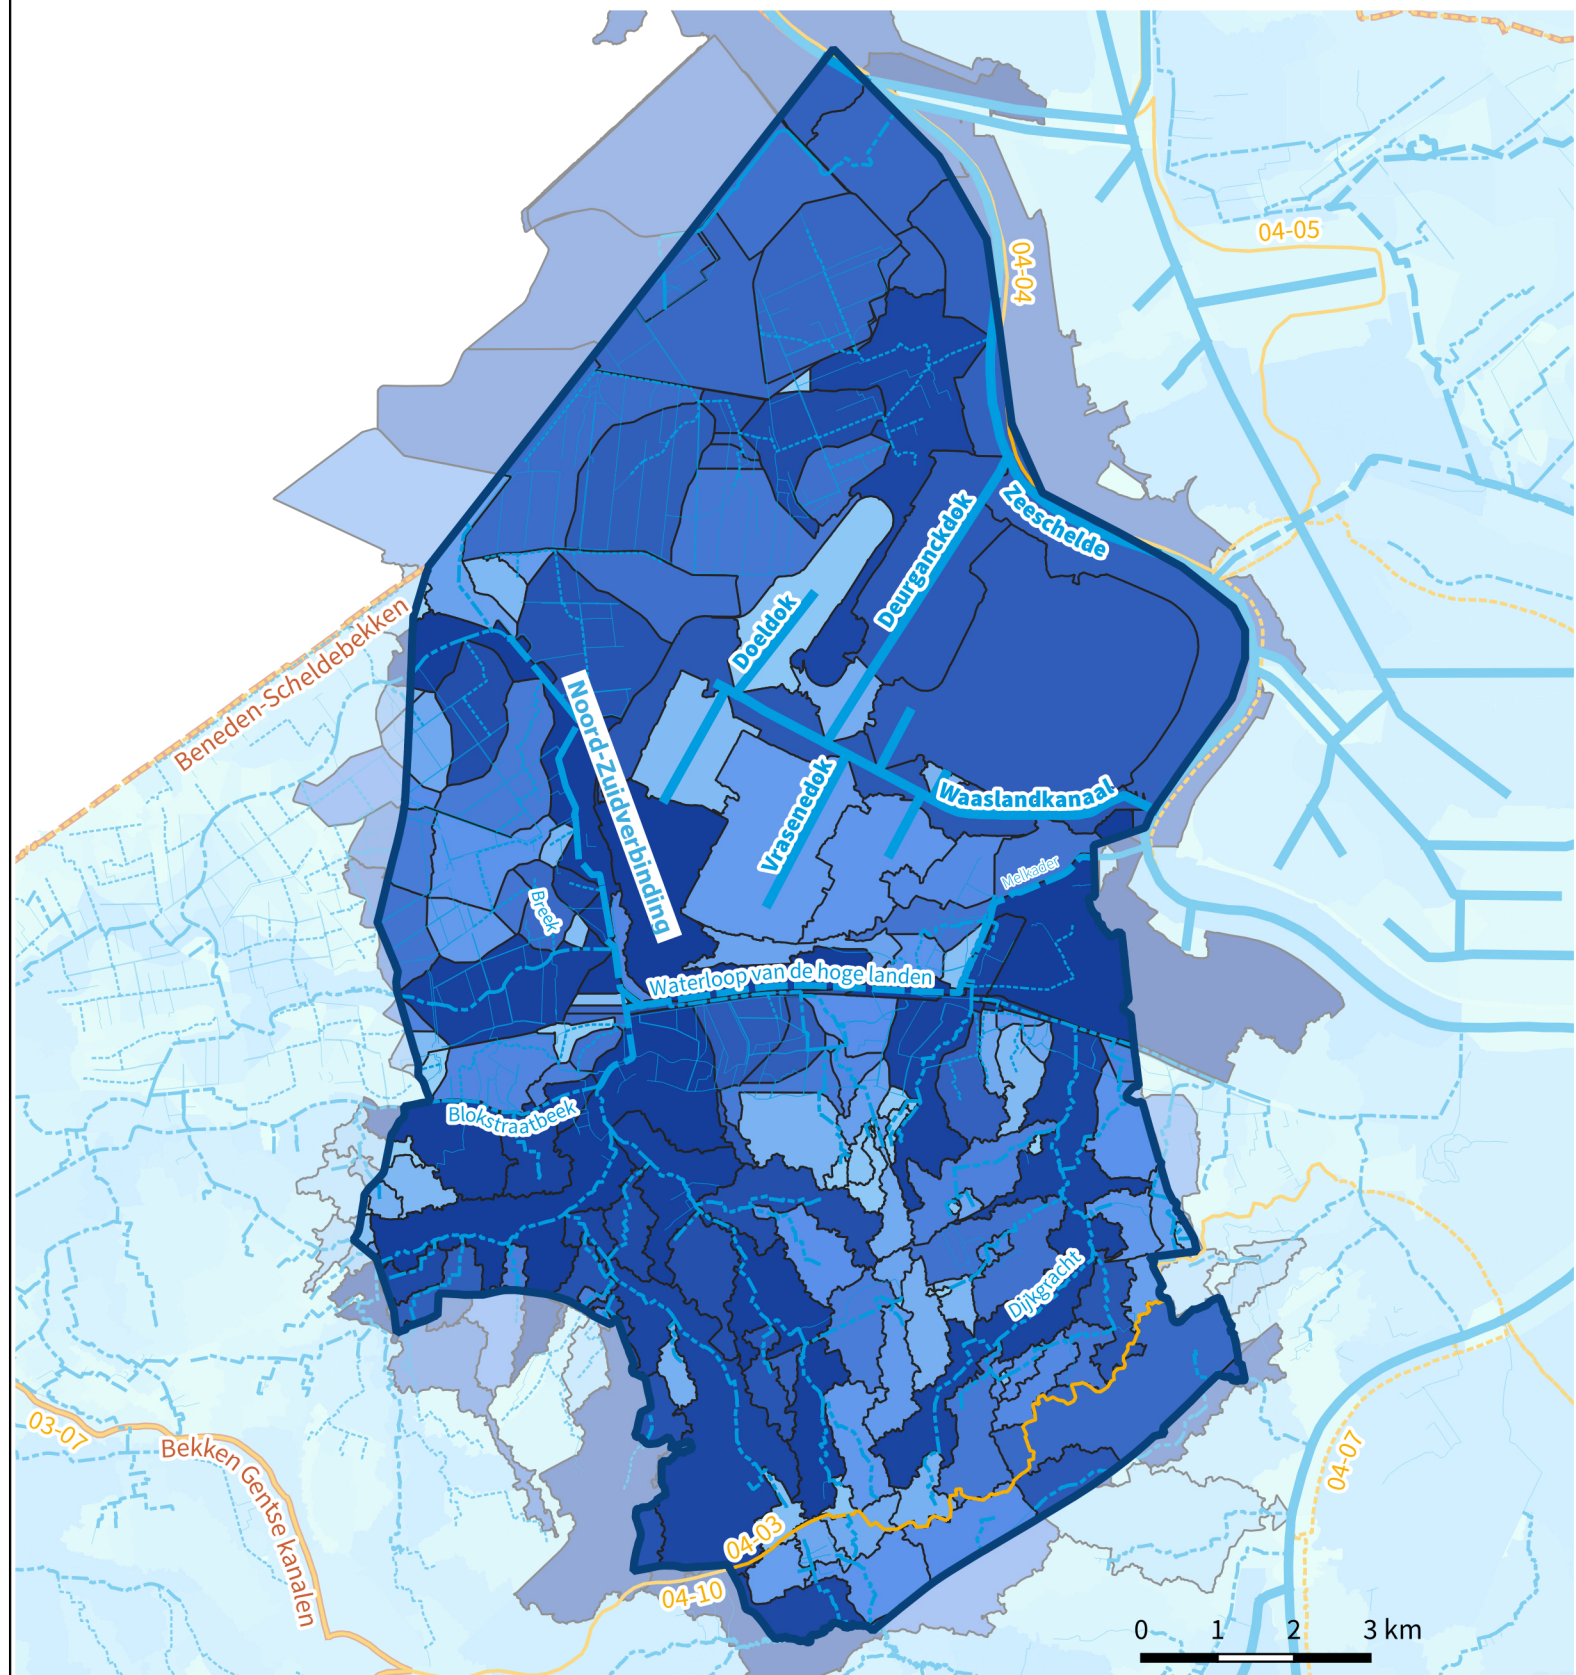 04-05
04-04
Zeeschelde
Deurganckdok
Doeldok
Beneden-Scheldebekken
Noord-Zuidverbinding
Waaslandkanaal
Vrasenedok
Melkader
Breek
Waterloop van de hoge landen
Blokstraatbeek
Dijkgracht
03-07
Bekken Gentse kanalen
04-07
04-03
04-10
0 1 2 3 km